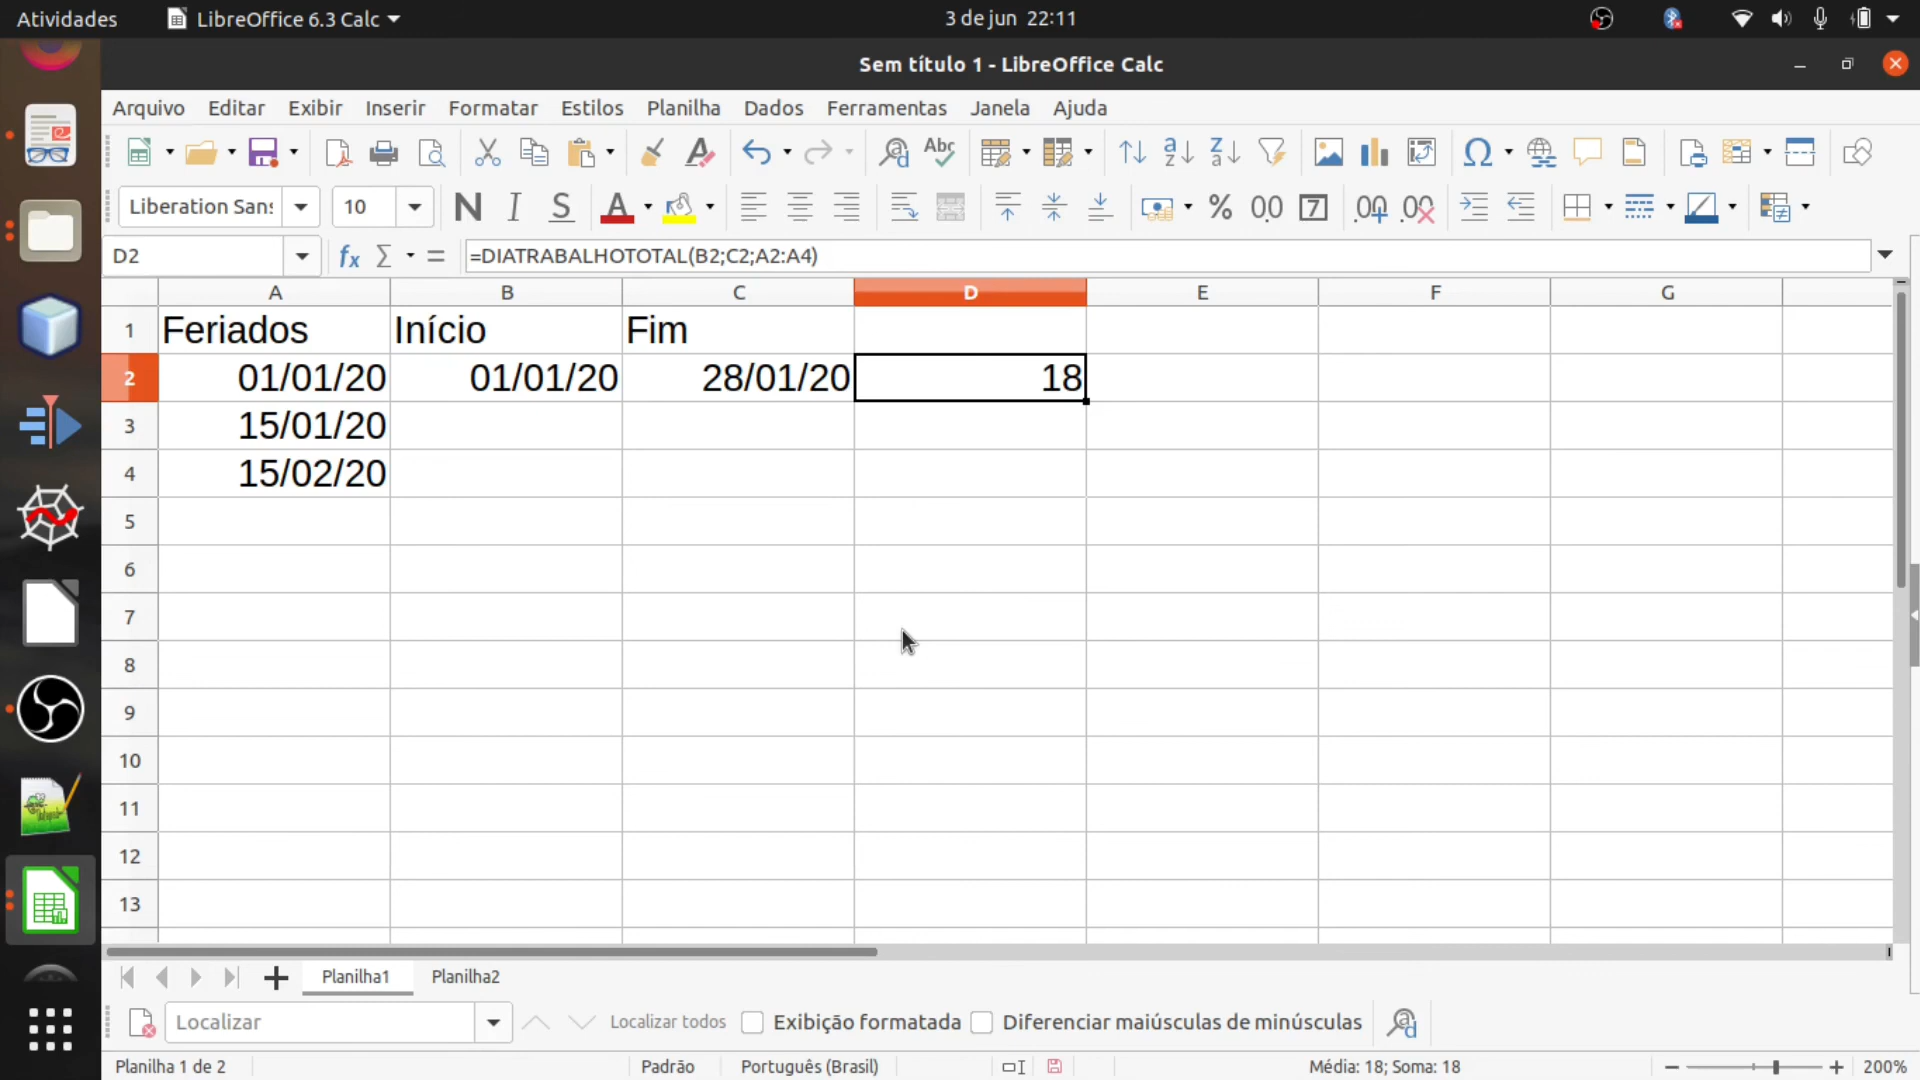 Atividades LibreOffice 6.3 Calc 3 de jun 22:11
Sem título 1 - LibreOffice Calc
Arquivo Editar Exibir Inserir Formatar Estilos Planilha Dados Ferramentas Janela Ajuda
Liberation Sans 10
D2 =DIATRABALHOTOTAL(B2;C2;A2:A4)
A B C D E F G
1 Feriados Início Fim
2 01/01/20 01/01/20 28/01/20 18
3 15/01/20
4 15/02/20
5
6
7
8
9
10
11
12
13
Planilha1 Planilha2
Localizar Localizar todos Exibição formatada Diferenciar maiúsculas de minúsculas
Planilha 1 de 2 Padrão Português (Brasil) Média: 18; Soma: 18 200%